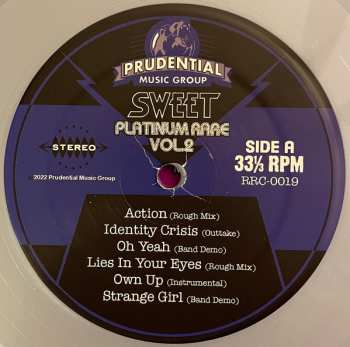 PRUDENTIAL
MUSIC GROUP
SWEET
PLATINUM RARE
VOL2
STEREO
SIDE A
33⅓ RPM
RRC-0019
℗ 2022 Prudential Music Group
Action (Rough Mix)
Identity Crisis (Outtake)
Oh Yeah (Band Demo)
Lies In Your Eyes (Rough Mix)
Own Up (Instrumental)
Strange Girl (Band Demo)